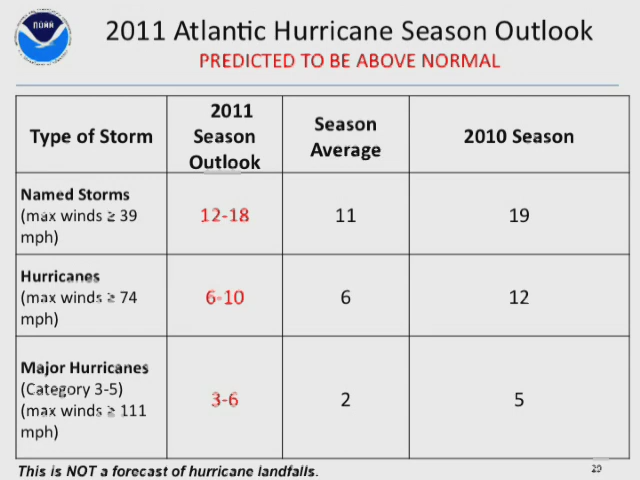 NOAA
2011 Atlantic Hurricane Season Outlook
PREDICTED TO BE ABOVE NORMAL
Type of Storm
2011
Season
Outlook
Season
Average
2010 Season
Named Storms
(max winds ≥ 39
mph)
12-18
11
19
Hurricanes
(max winds ≥ 74
mph)
6-10
6
12
Major Hurricanes
(Category 3-5)
(max winds ≥ 111
mph)
3-6
2
5
This is NOT a forecast of hurricane landfalls.
20